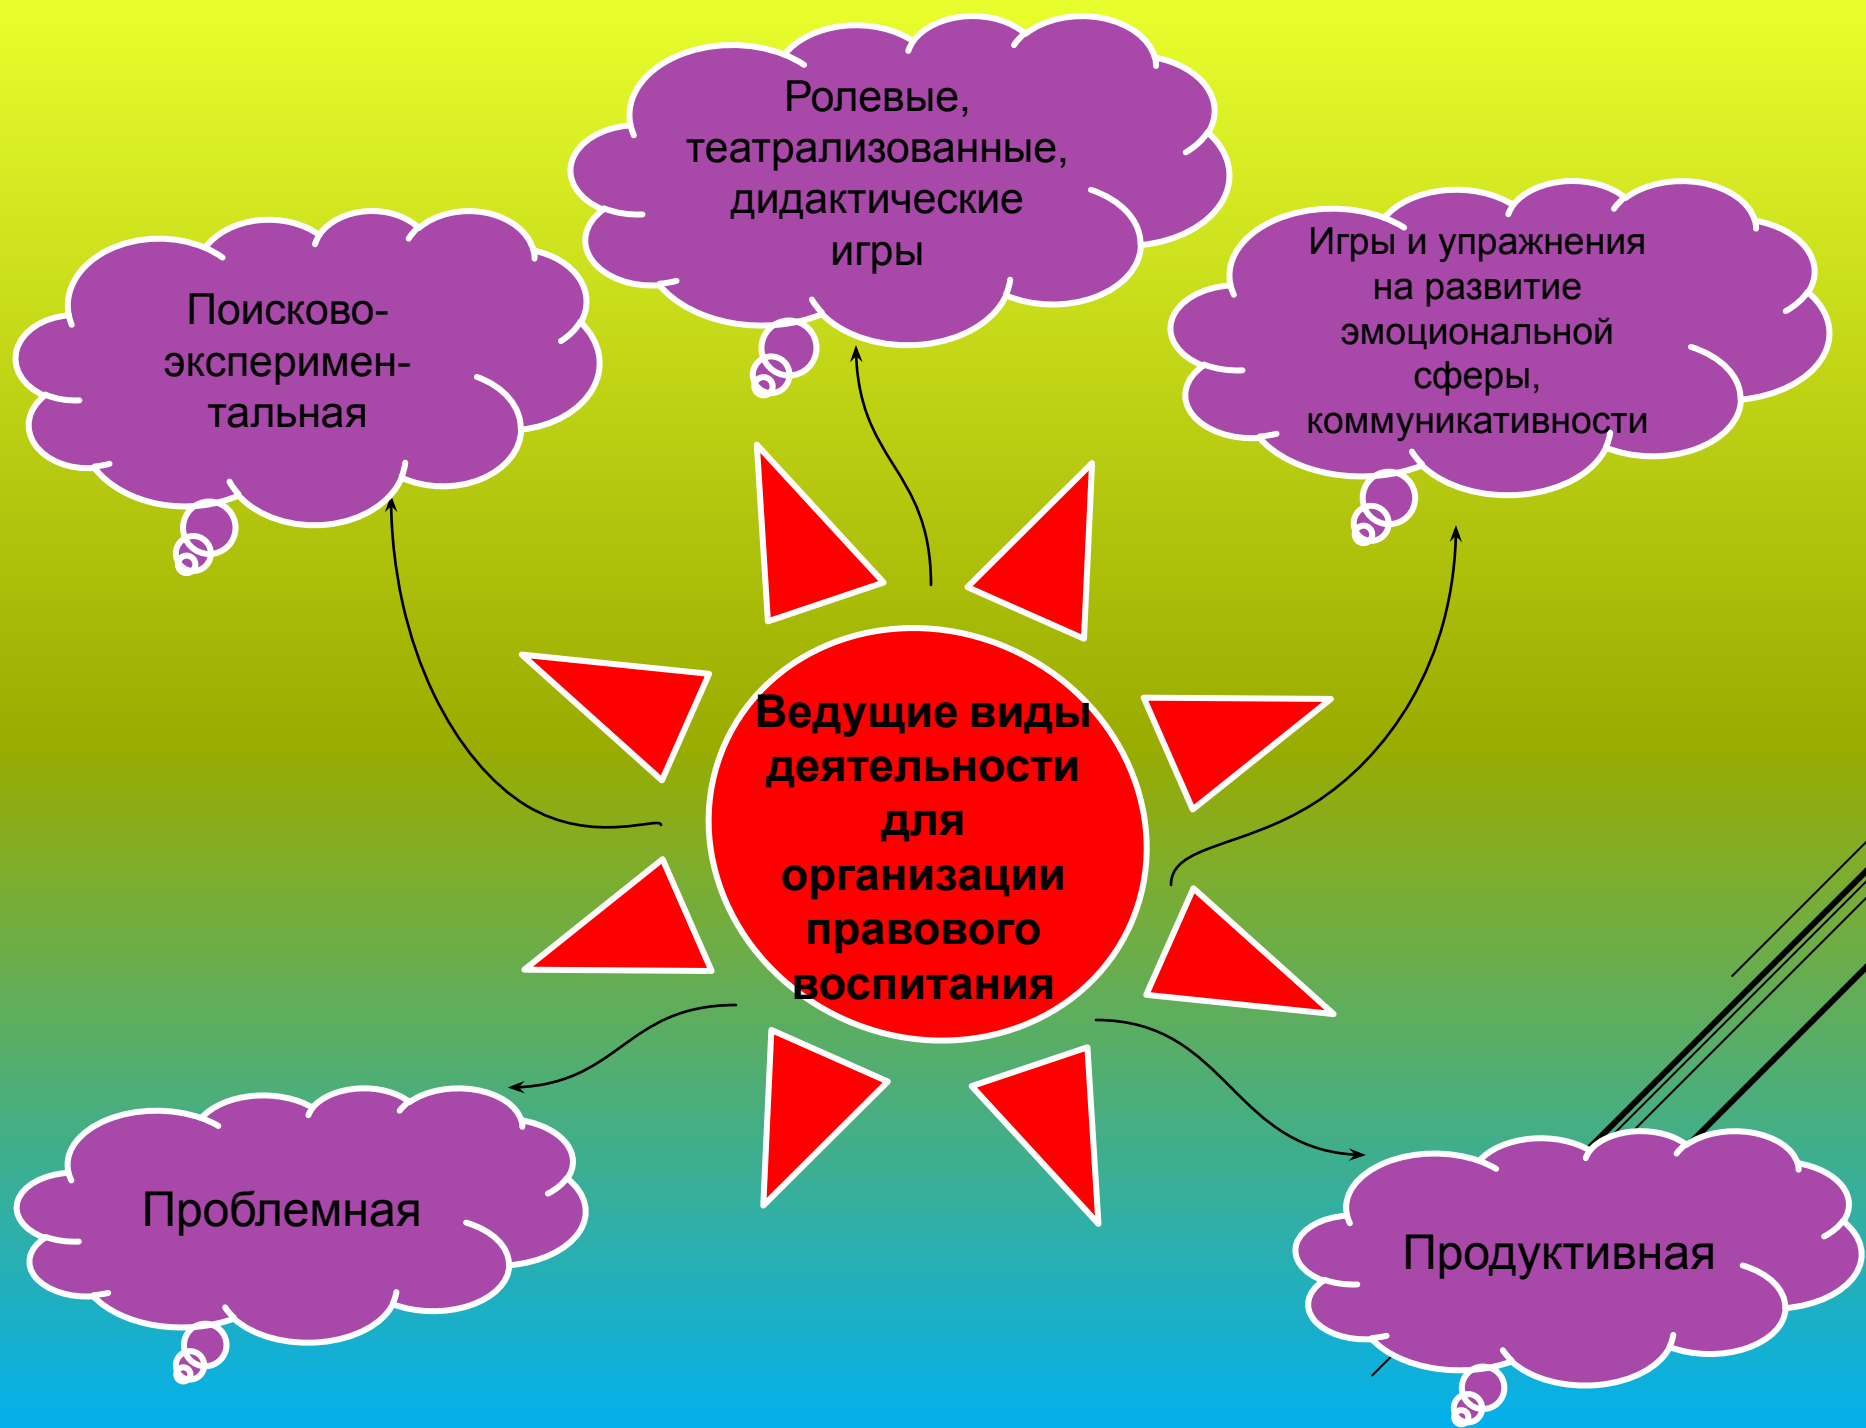 Ролевые,
театрализованные,
дидактические
игры
Поисково-
эксперимен-
тальная
Игры и упражнения
на развитие
эмоциональной
сферы,
коммуникативности
Ведущие виды
деятельности
для
организации
правового
воспитания
Проблемная
Продуктивная